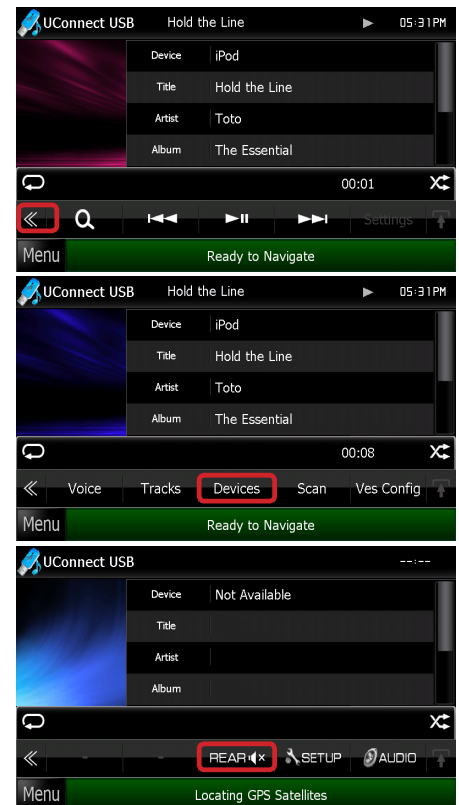 UConnect USB Hold the Line 05:31PM
Device iPod
Title Hold the Line
Artist Toto
Album The Essential
00:01
Settings
Menu Ready to Navigate
UConnect USB Hold the Line 05:31PM
Device iPod
Title Hold the Line
Artist Toto
Album The Essential
00:08
Voice Tracks Devices Scan Ves Config
Menu Ready to Navigate
UConnect USB --:--
Device Not Available
Title
Artist
Album
- - REAR SETUP AUDIO
Menu Locating GPS Satellites